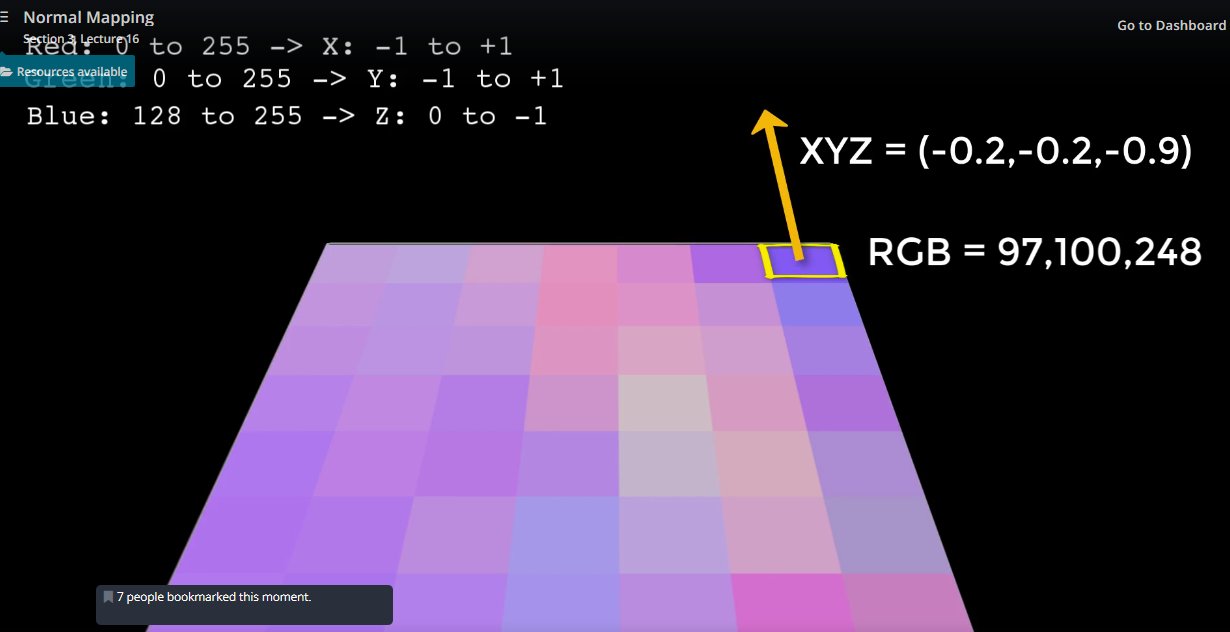 Normal Mapping
Go to Dashboard
Section 3, Lecture 16
Red: 0 to 255 -> X: -1 to +1
Resources available
Green: 0 to 255 -> Y: -1 to +1
Blue: 128 to 255 -> Z: 0 to -1
XYZ = (-0.2,-0.2,-0.9)
RGB = 97,100,248
7 people bookmarked this moment.